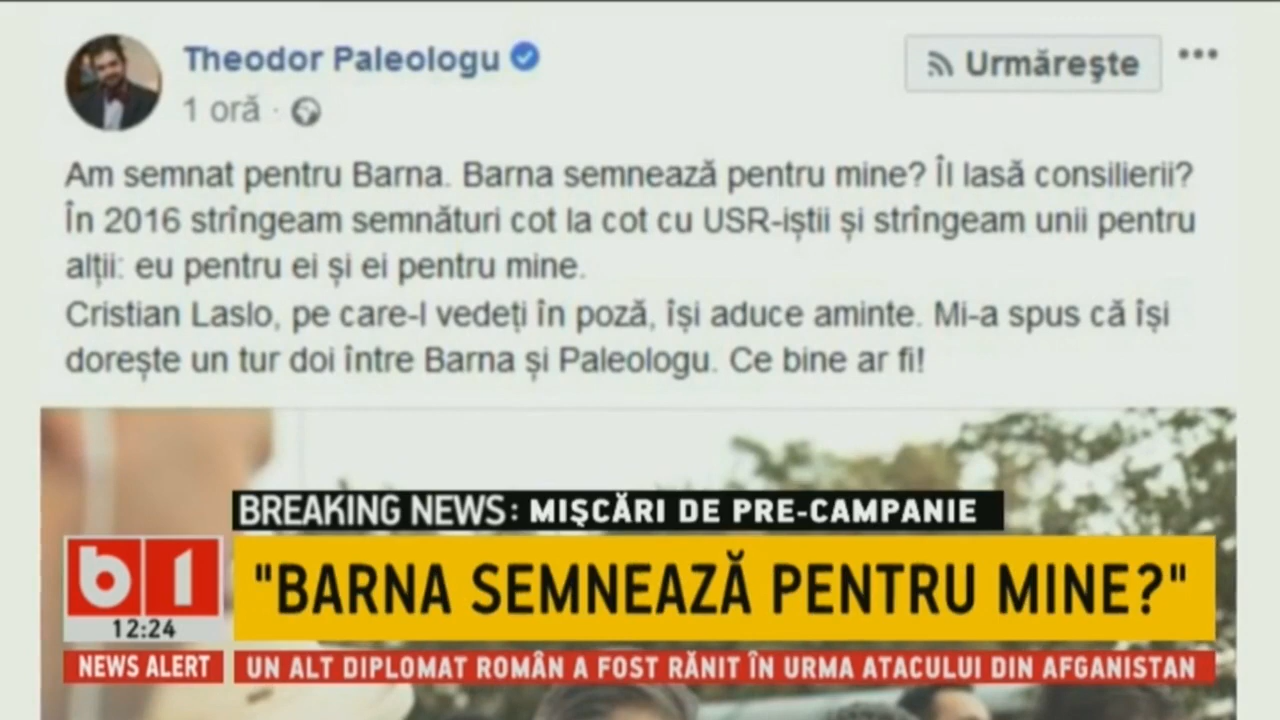 Theodor Paleologu
Urmărește
1 oră ·
Am semnat pentru Barna. Barna semnează pentru mine? Îl lasă consilierii?
În 2016 strîngeam semnături cot la cot cu USR-iștii și strîngeam unii pentru
alții: eu pentru ei și ei pentru mine.
Cristian Laslo, pe care-l vedeți în poză, își aduce aminte. Mi-a spus că își
dorește un tur doi între Barna și Paleologu. Ce bine ar fi!
BREAKING NEWS: MIȘCĂRI DE PRE-CAMPANIE
b1
"BARNA SEMNEAZĂ PENTRU MINE?"
12:24
NEWS ALERT
UN ALT DIPLOMAT ROMÂN A FOST RĂNIT ÎN URMA ATACULUI DIN AFGANISTAN